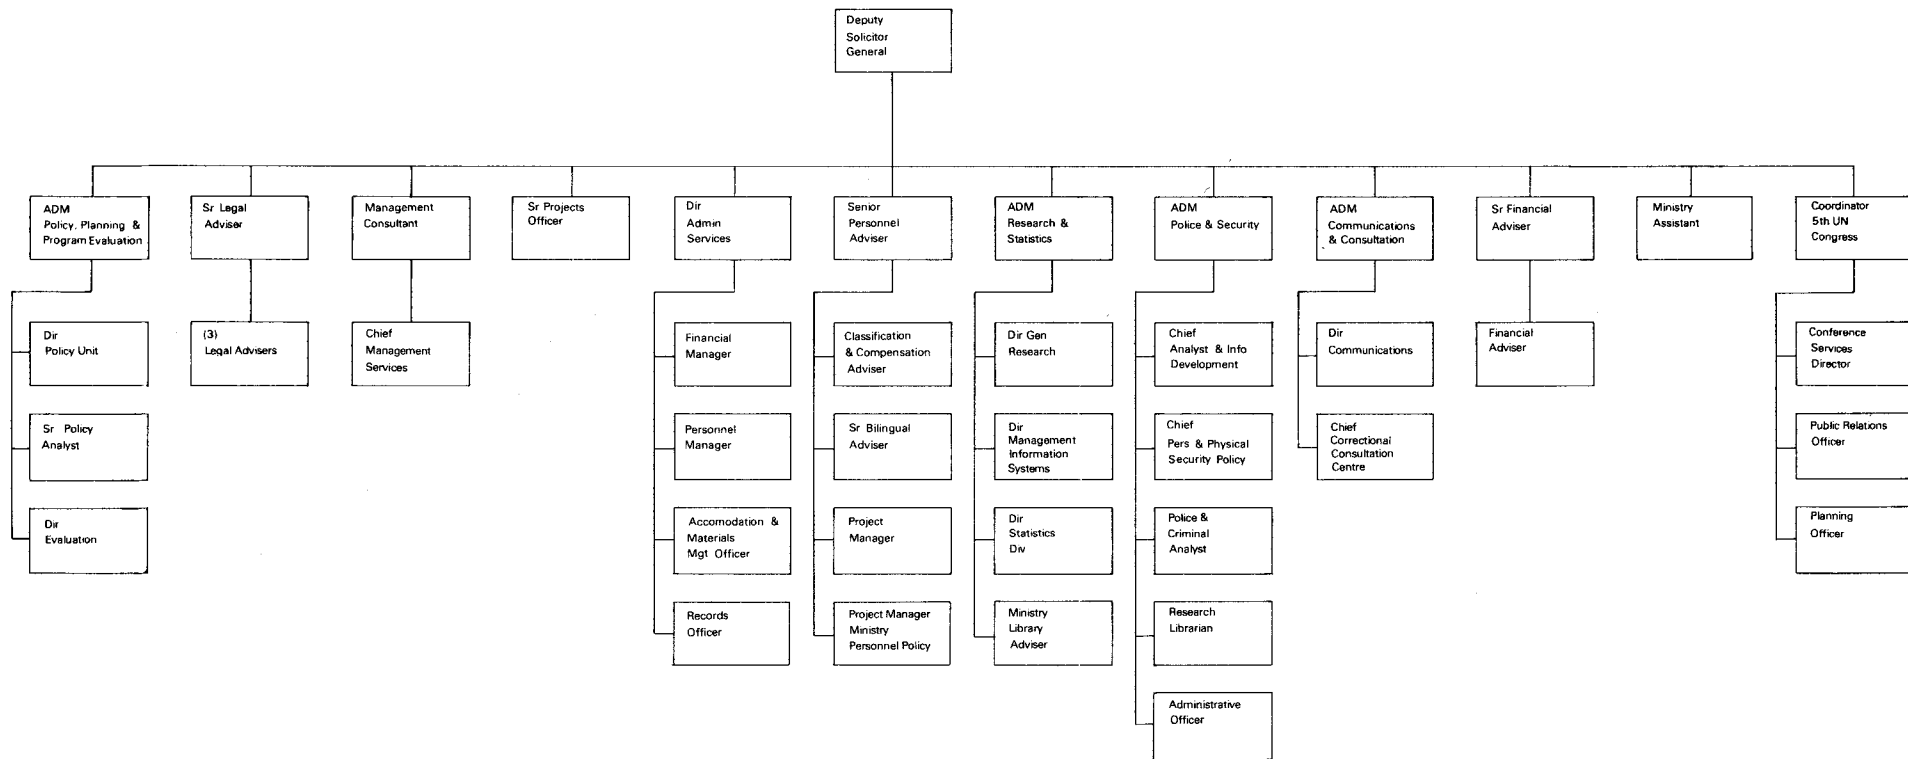 Deputy
Solicitor
General
ADM
Policy, Planning &
Program Evaluation
Sr Legal
Adviser
Management
Consultant
Sr Projects
Officer
Dir
Admin
Services
Senior
Personnel
Adviser
ADM
Research &
Statistics
ADM
Police & Security
ADM
Communications
& Consultation
Sr Financial
Adviser
Ministry
Assistant
Coordinator
5th UN
Congress
Dir
Policy Unit
Sr Policy
Analyst
Dir
Evaluation
(3)
Legal Advisers
Chief
Management
Services
Financial
Manager
Personnel
Manager
Accomodation &
Materials
Mgt Officer
Records
Officer
Classification
& Compensation
Adviser
Sr Bilingual
Adviser
Project
Manager
Project Manager
Ministry
Personnel Policy
Dir Gen
Research
Dir
Management
Information
Systems
Dir
Statistics
Div
Ministry
Library
Adviser
Chief
Analyst & Info
Development
Chief
Pers & Physical
Security Policy
Police &
Criminal
Analyst
Research
Librarian
Administrative
Officer
Dir
Communications
Chief
Correctional
Consultation
Centre
Financial
Adviser
Conference
Services
Director
Public Relations
Officer
Planning
Officer